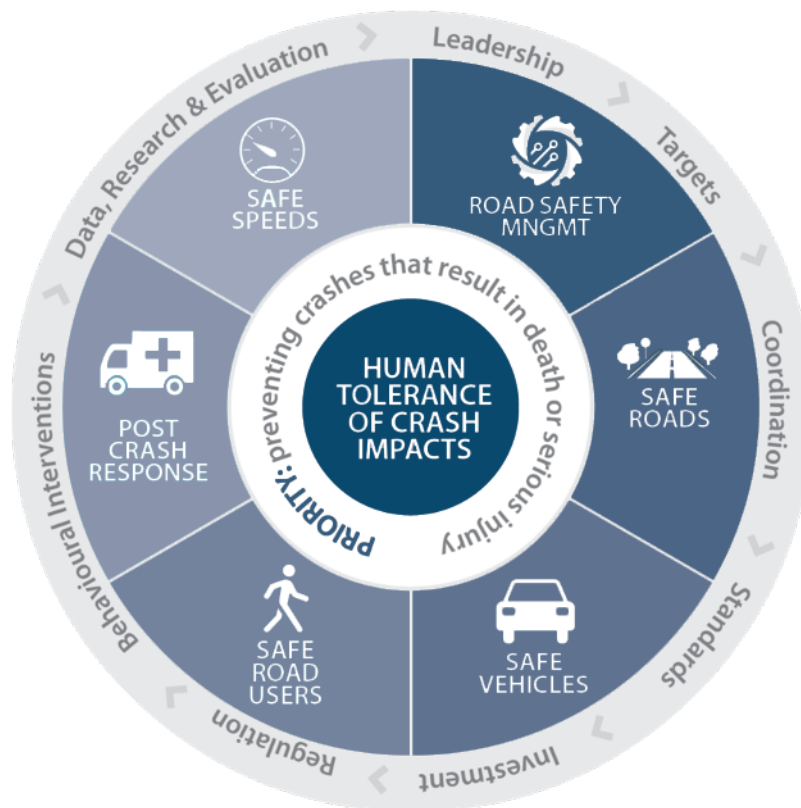 Leadership
Targets
Coordination
Standards
Investment
Regulation
Behavioural Interventions
Data, Research & Evaluation
ROAD SAFETY
MNGMT
SAFE
ROADS
SAFE
VEHICLES
SAFE
ROAD
USERS
POST
CRASH
RESPONSE
SAFE
SPEEDS
PRIORITY: preventing crashes that result in death or serious injury
HUMAN
TOLERANCE
OF CRASH
IMPACTS